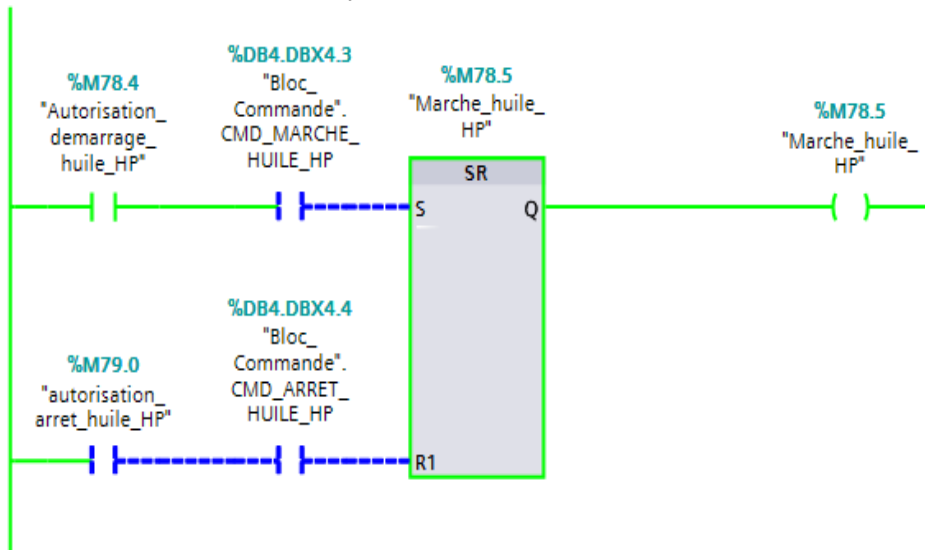 %M78.4
"Autorisation_
demarrage_
huile_HP"
%DB4.DBX4.3
"Bloc_
Commande".
CMD_MARCHE_
HUILE_HP
%M78.5
"Marche_huile_
HP"
SR
S
Q
%M78.5
"Marche_huile_
HP"
%M79.0
"autorisation_
arret_huile_HP"
%DB4.DBX4.4
"Bloc_
Commande".
CMD_ARRET_
HUILE_HP
R1